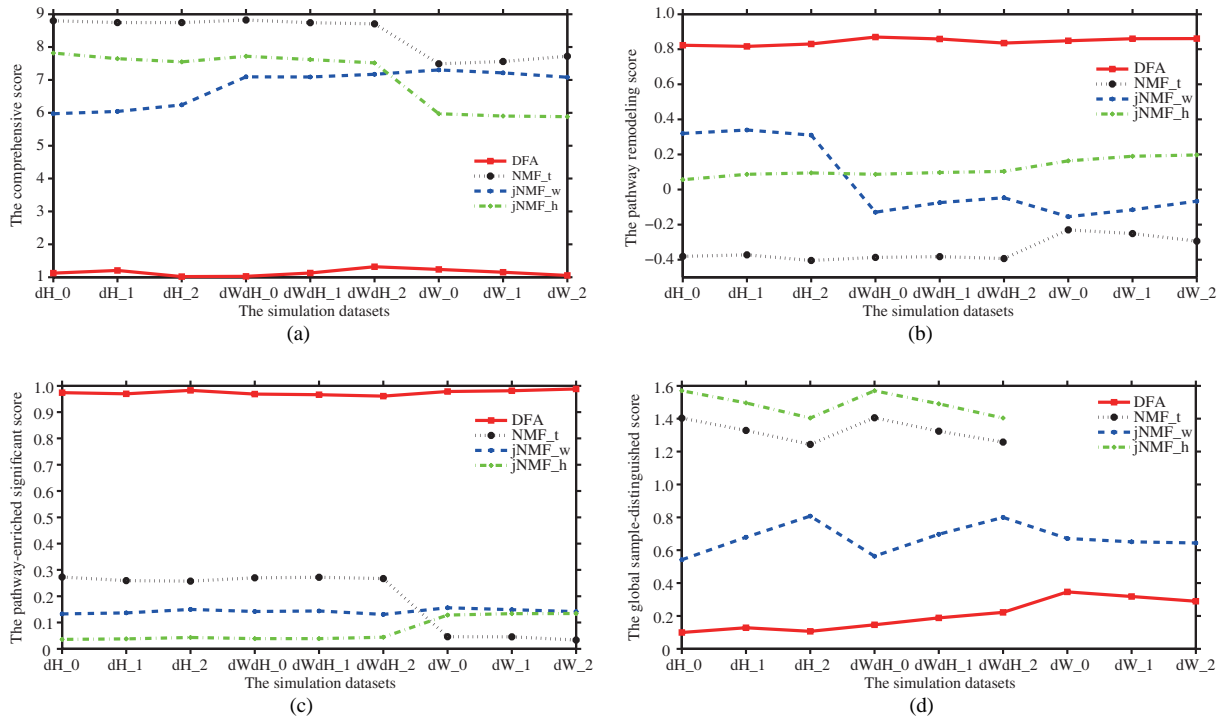 9
8
7
6
5
4
3
2
1
The comprehensive score
DFA
NMF_t
jNMF_w
jNMF_h
dH_0 dH_1 dH_2 dWdH_0 dWdH_1 dWdH_2 dW_0 dW_1 dW_2
The simulation datasets
(a)
1.0
0.8
0.6
0.4
0.2
0
−0.2
−0.4
The pathway remodeling score
DFA
NMF_t
jNMF_w
jNMF_h
dH_0 dH_1 dH_2 dWdH_0 dWdH_1 dWdH_2 dW_0 dW_1 dW_2
The simulation datasets
(b)
1.0
0.9
0.8
0.7
0.6
0.5
0.4
0.3
0.2
0.1
0
The pathway-enriched significant score
DFA
NMF_t
jNMF_w
jNMF_h
dH_0 dH_1 dH_2 dWdH_0 dWdH_1 dWdH_2 dW_0 dW_1 dW_2
The simulation datasets
(c)
1.6
1.4
1.2
1.0
0.8
0.6
0.4
0.2
0
The global sample-distinguished score
DFA
NMF_t
jNMF_w
jNMF_h
dH_0 dH_1 dH_2 dWdH_0 dWdH_1 dWdH_2 dW_0 dW_1 dW_2
The simulation datasets
(d)